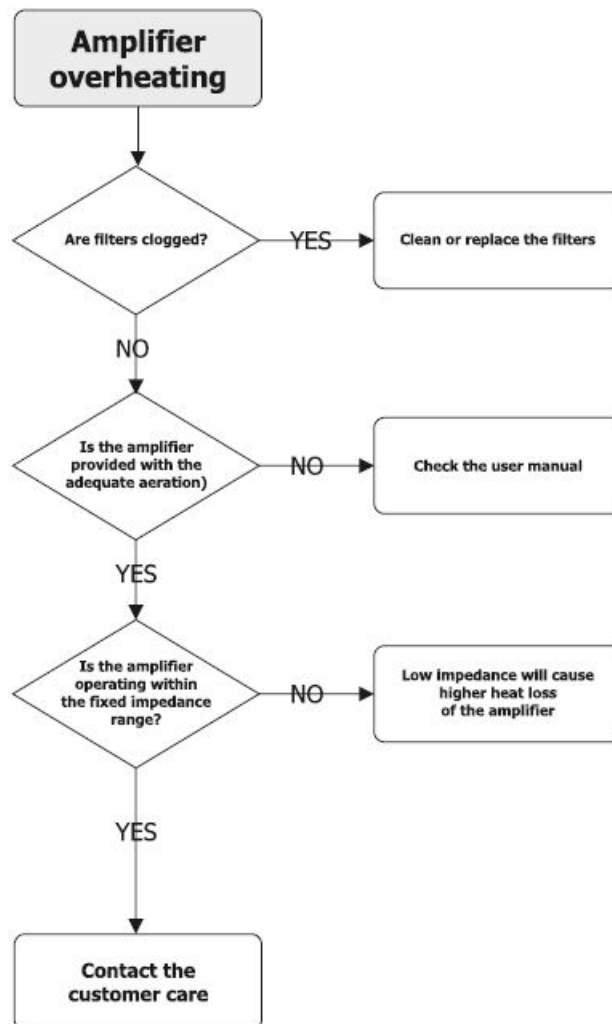 Amplifier
overheating
Are filters clogged?
YES
Clean or replace the filters
NO
Is the amplifier
provided with the
adequate aeration)
NO
Check the user manual
YES
Is the amplifier
operating within
the fixed impedance
range?
NO
Low impedance will cause
higher heat loss
of the amplifier
YES
Contact the
customer care